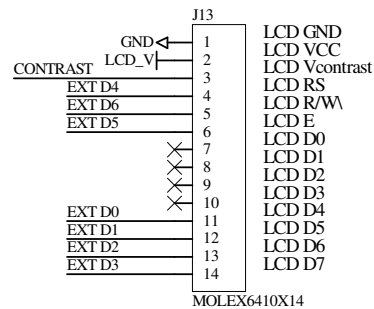 J13
GND 1 LCD GND
LCD_V 2 LCD VCC
CONTRAST 3 LCD Vcontrast
EXT D4 4 LCD RS
EXT D6 5 LCD R/W\
EXT D5 6 LCD E
7 LCD D0
8 LCD D1
9 LCD D2
10 LCD D3
EXT D0 11 LCD D4
EXT D1 12 LCD D5
EXT D2 13 LCD D6
EXT D3 14 LCD D7
MOLEX6410X14